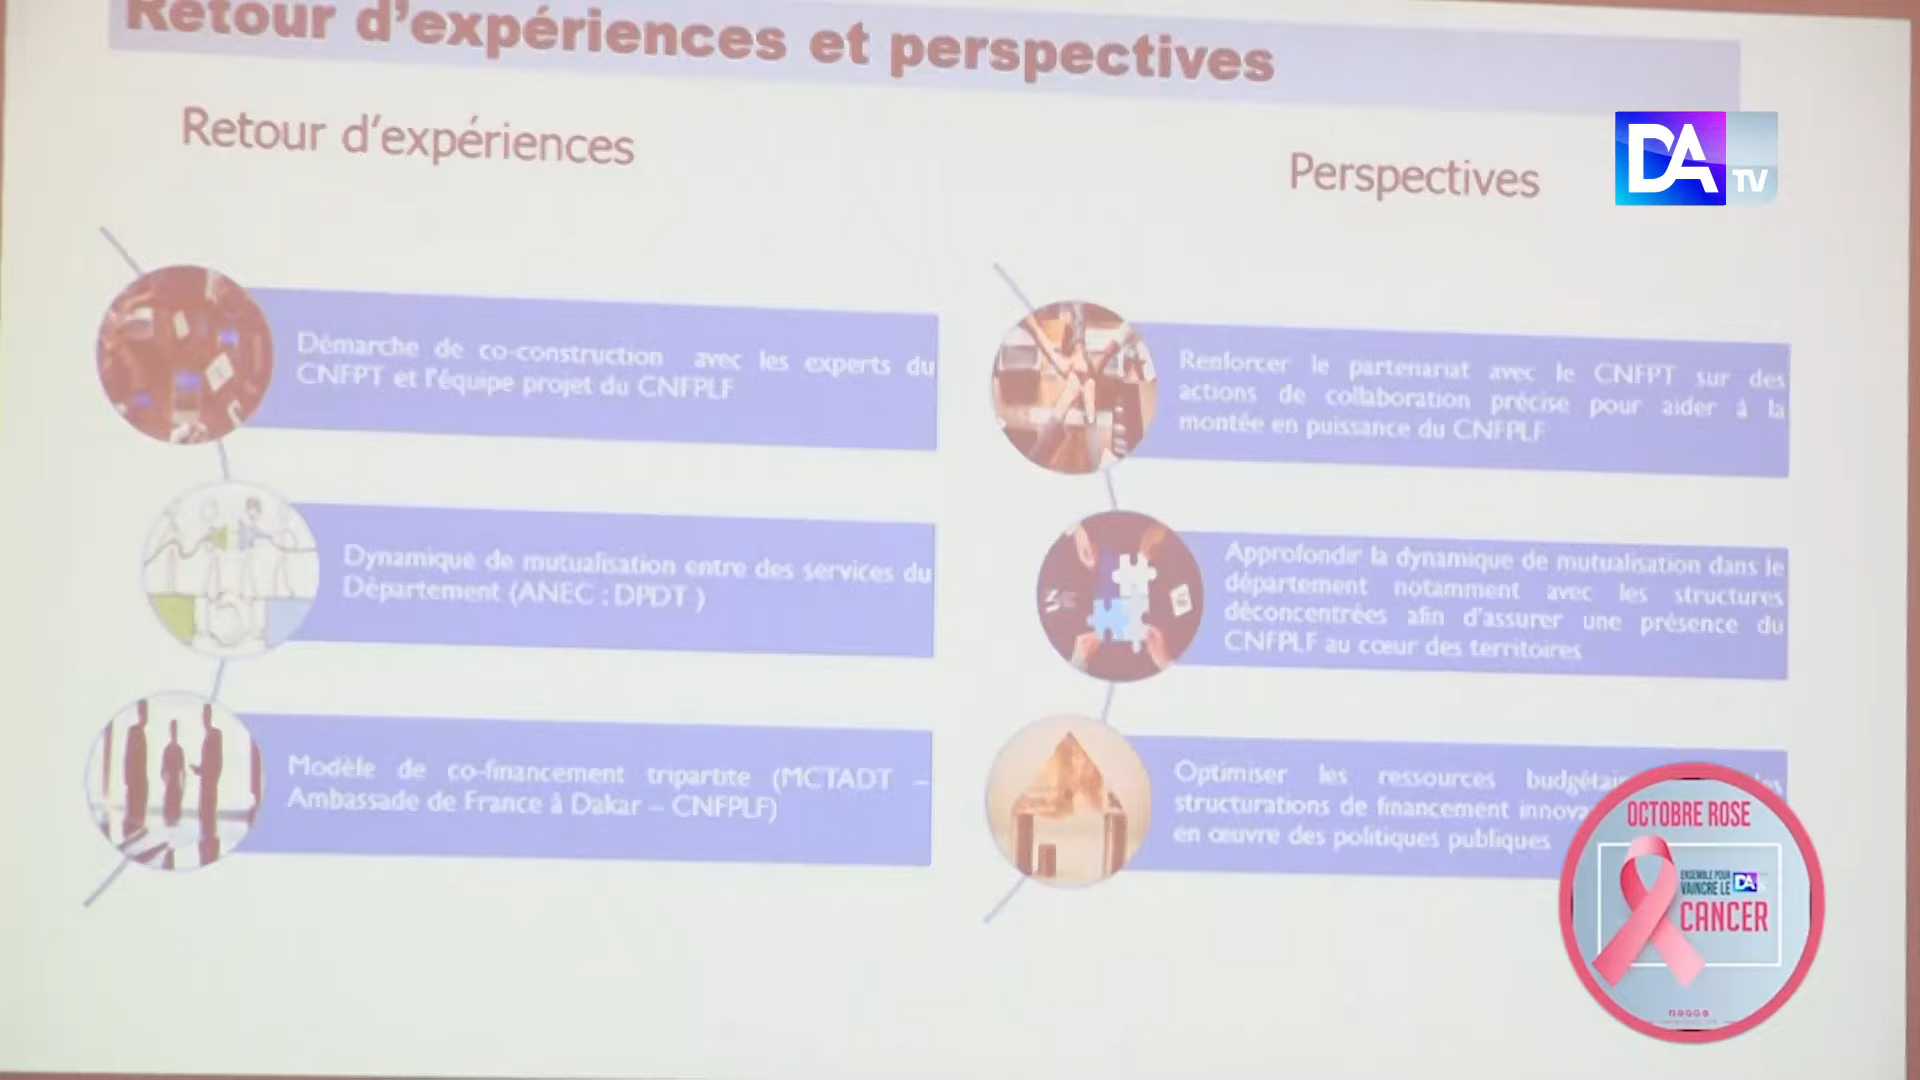 Retour d'expériences et perspectives
Retour d'expériences
Démarche de co-construction avec les experts du
CNFPT et l'équipe projet du CNFPLF
Dynamique de mutualisation entre des services du
Département (ANEC ; DPDT )
Modèle de co-financement tripartite (MCTADT –
Ambassade de France à Dakar – CNFPLF)
Perspectives
Renforcer le partenariat avec le CNFPT sur des
actions de collaboration précise pour aider à la
montée en puissance du CNFPLF
Approfondir la dynamique de mutualisation dans le
département notamment avec les structures
déconcentrées afin d'assurer une présence du
CNFPLF au cœur des territoires
Optimiser les ressources
structurations de financement
en œuvre des politiques publiques
DA TV
OCTOBRE ROSE
ENSEMBLE POUR
VAINCRE LE DA
CANCER